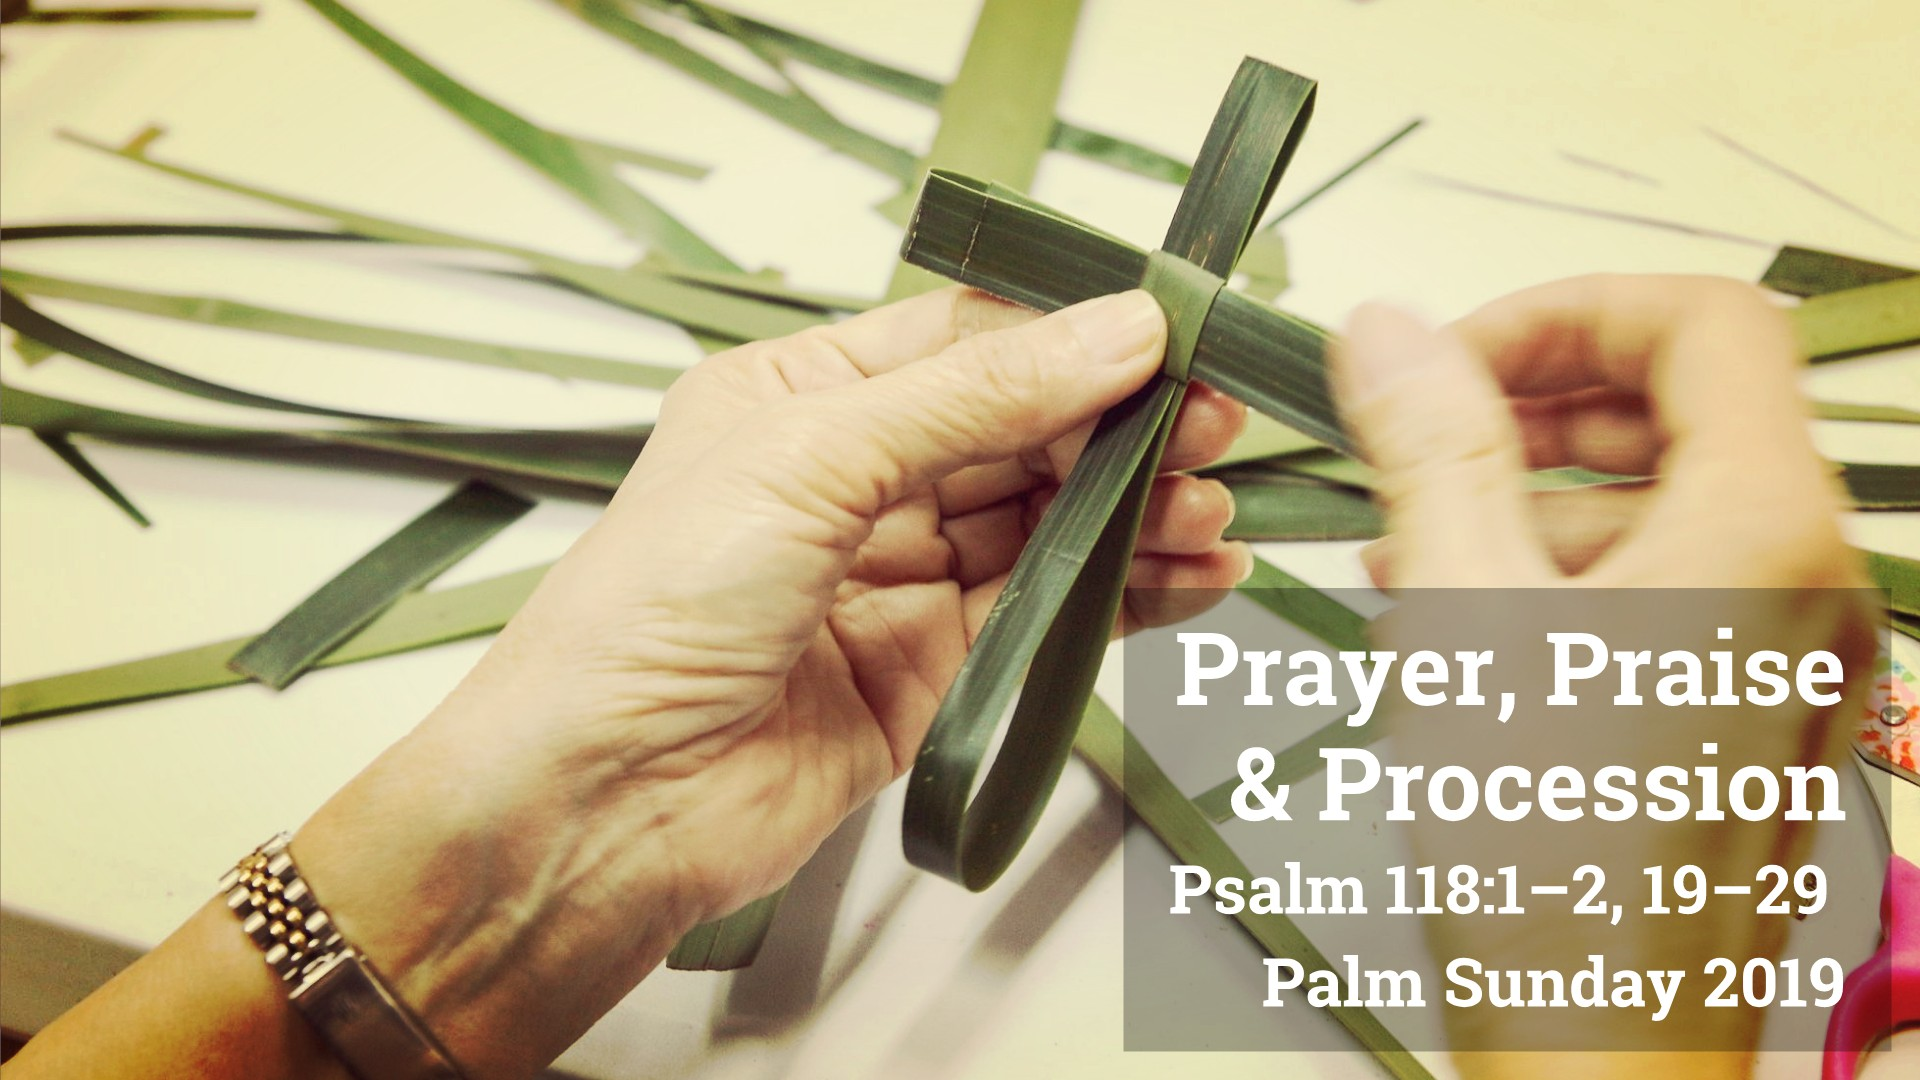 Prayer, Praise
& Procession
Psalm 118:1–2, 19–29
Palm Sunday 2019